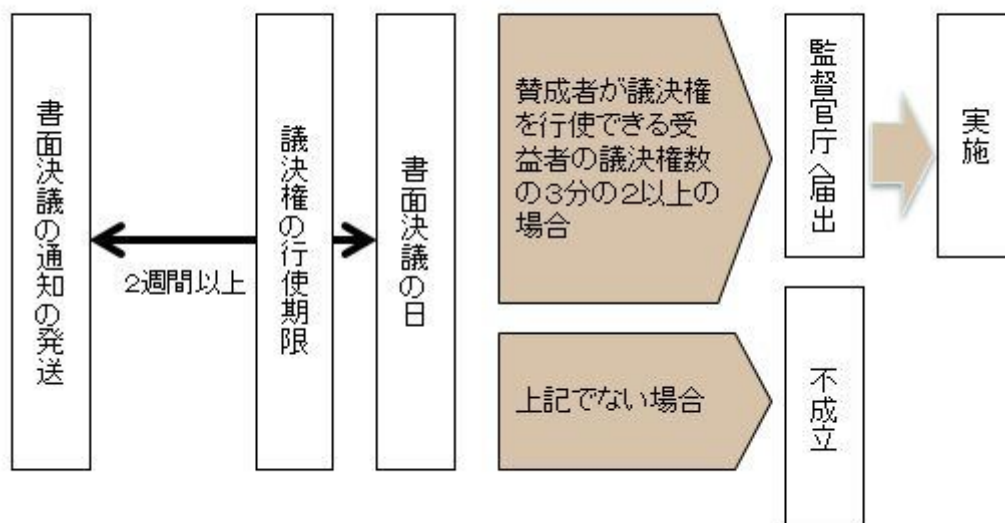 書面決議の通知の発送
2週間以上
議決権の行使期限
書面決議の日
賛成者が議決権
を行使できる受
益者の議決権数
の3分の2以上の
場合
監督官庁へ届出
実施
上記でない場合
不成立